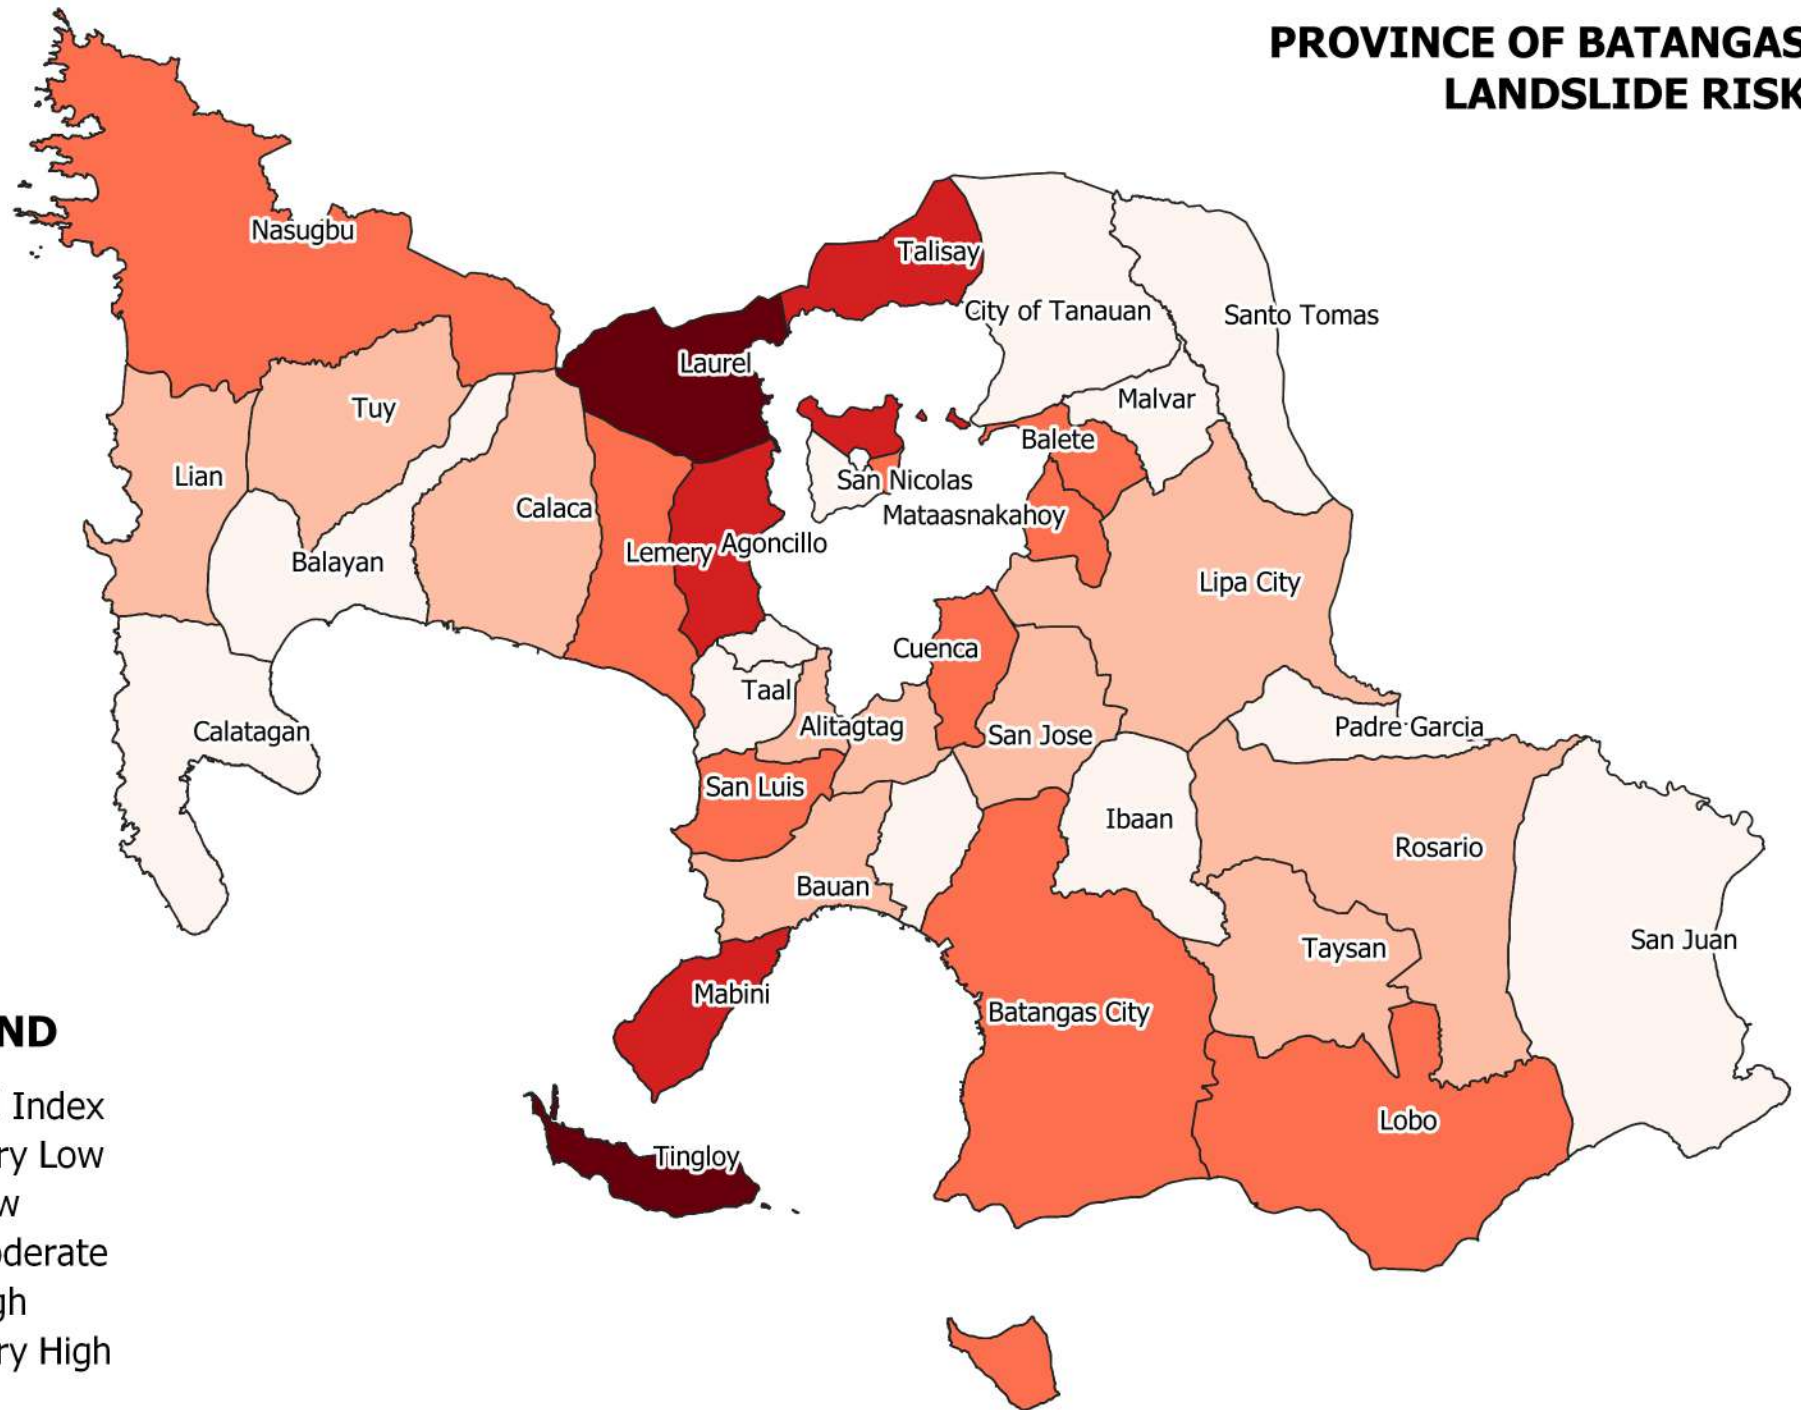 PROVINCE OF BATANGAS
LANDSLIDE RISK
Nasugbu
Talisay
City of Tanauan
Santo Tomas
Laurel
Malvar
Tuy
Balete
Lian
San Nicolas
Calaca
Mataasnakahoy
Lemery
Agoncillo
Balayan
Lipa City
Cuenca
Taal
Calatagan
Alitagtag
San Jose
Padre Garcia
San Luis
Ibaan
Rosario
Bauan
Taysan
San Juan
Mabini
Batangas City
Lobo
Tingloy
ND
Index
ry Low
w
derate
gh
ry High